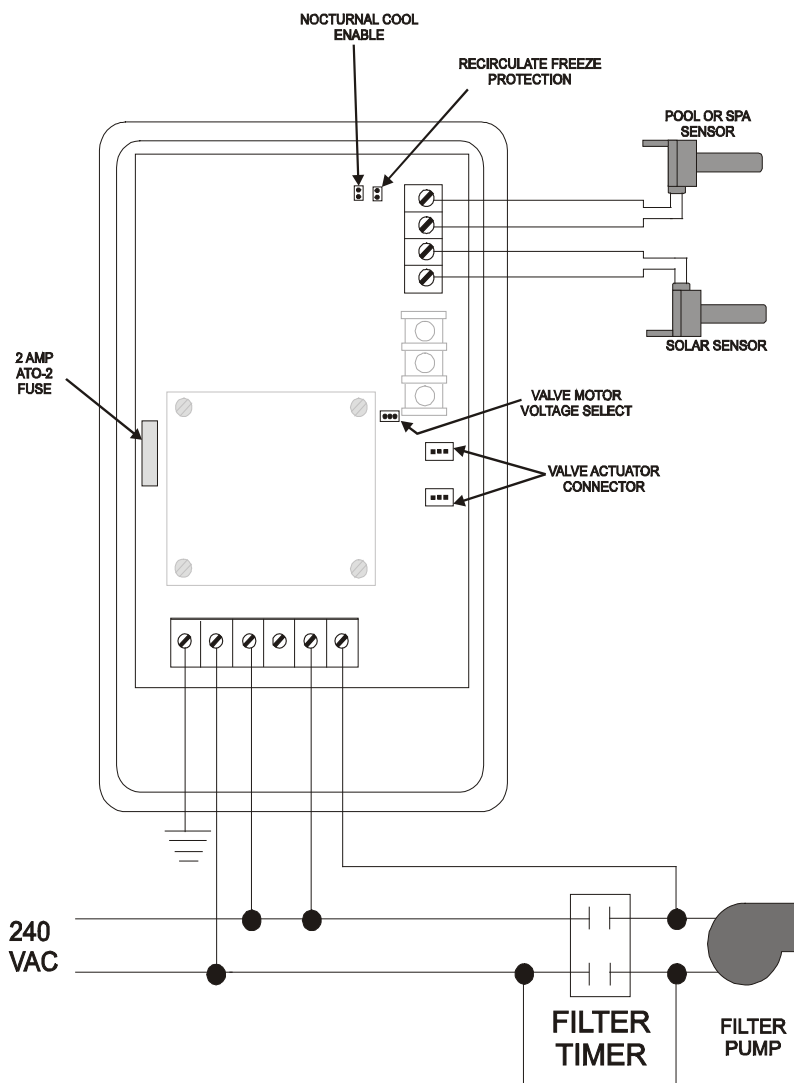 NOCTURNAL COOL
ENABLE
RECIRCULATE FREEZE
PROTECTION
POOL OR SPA
SENSOR
SOLAR SENSOR
2 AMP
ATO-2
FUSE
VALVE MOTOR
VOLTAGE SELECT
VALVE ACTUATOR
CONNECTOR
240
VAC
FILTER
TIMER
FILTER
PUMP